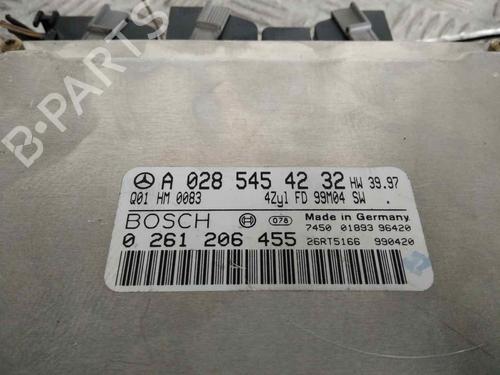 B-PARTS
A 028 545 42 32 HW 39.97
Q01 HM 0083 4Zyl FD 99M04 SW .
BOSCH 078 Made in Germany
7450 01893 96420
0 261 206 455 26RT5166 990420